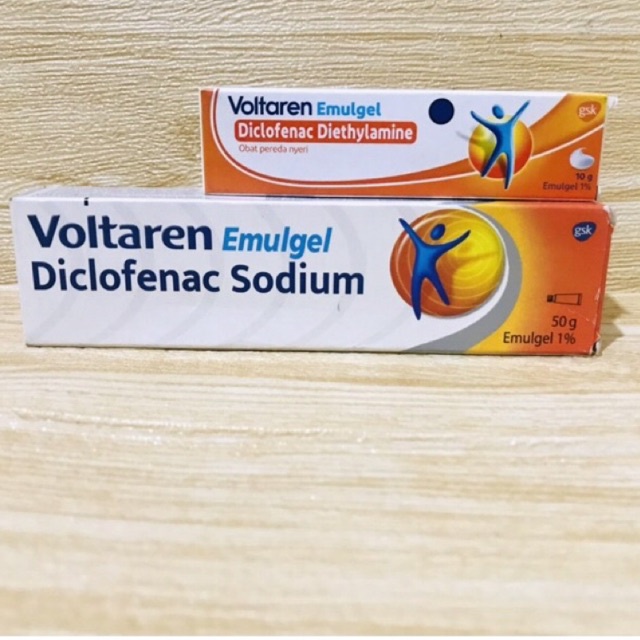 Voltaren Emulgel
Diclofenac Diethylamine
Obat pereda nyeri
gsk
10 g
Emulgel 1%
Voltaren Emulgel
Diclofenac Sodium
gsk
50 g
Emulgel 1%